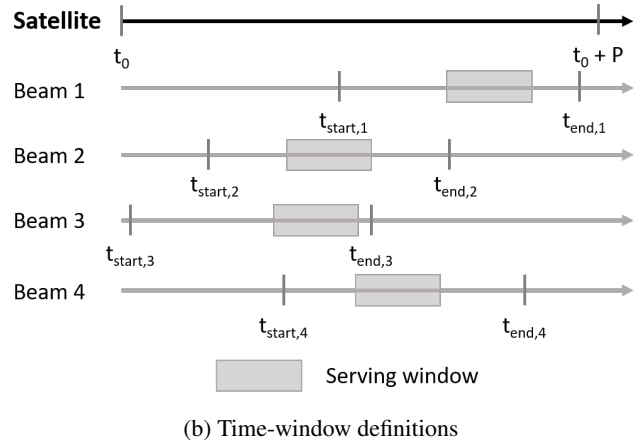 Satellite
t0 t0 + P
Beam 1
tstart,1 tend,1
Beam 2
tstart,2 tend,2
Beam 3
tstart,3 tend,3
Beam 4
tstart,4 tend,4
Serving window
(b) Time-window definitions